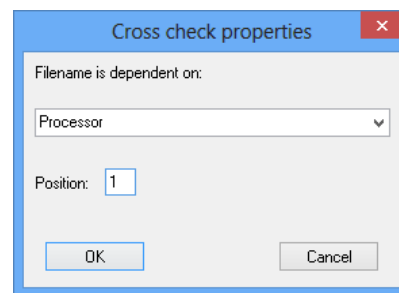 Cross check properties
Filename is dependent on:
Processor
Position: 1
OK Cancel